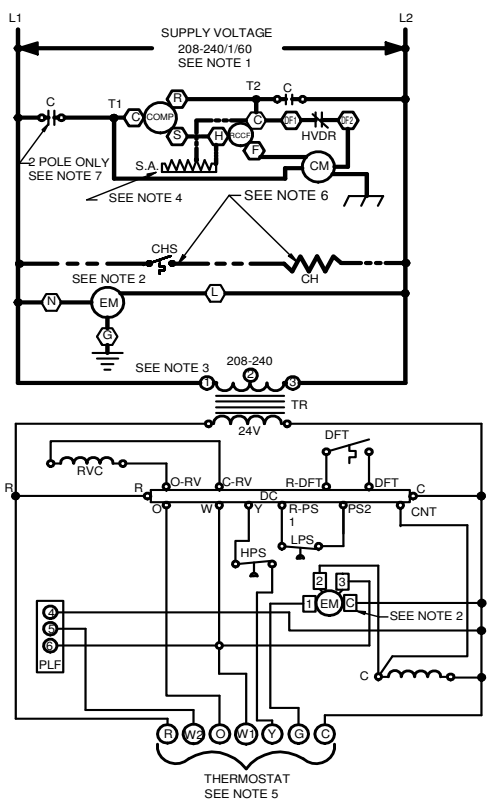 L1 L2
SUPPLY VOLTAGE
208-240/1/60
SEE NOTE 1
C T1 T2 C
R
C COMP C DF1 DF2
HVDR
S H RCCF
F
2 POLE ONLY
SEE NOTE 7
S.A. CM
SEE NOTE 4 SEE NOTE 6
CHS
CH
SEE NOTE 2
N EM L
G
SEE NOTE 3 208-240
1 2 3
TR
24V
DFT
RVC
O-RV C-RV R-DFT DFT
R R DC C
O W Y R-PS PS2 CNT
1
HPS LPS
2 3
1 EM C
SEE NOTE 2
4
5
6
PLF
C
R W2 O W1 Y G C
THERMOSTAT
SEE NOTE 5